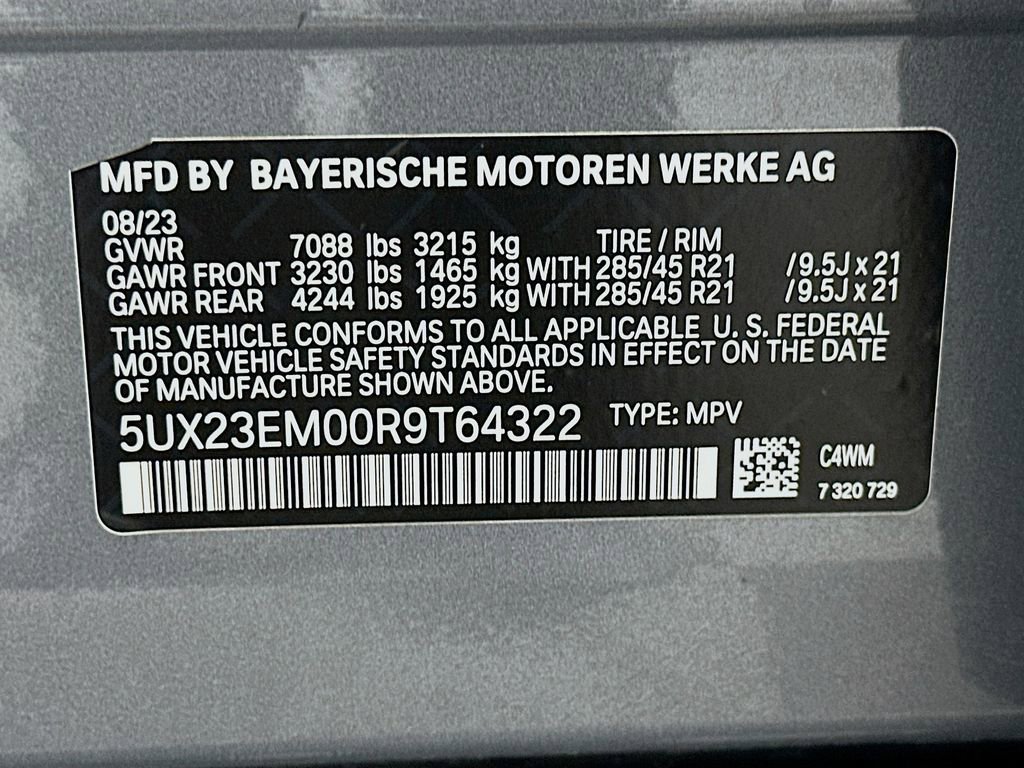 MFD BY BAYERISCHE MOTOREN WERKE AG
08/23
GVWR 7088 lbs 3215 kg TIRE / RIM
GAWR FRONT 3230 lbs 1465 kg WITH 285/45 R21 /9.5J x 21
GAWR REAR 4244 lbs 1925 kg WITH 285/45 R21 /9.5J x 21
THIS VEHICLE CONFORMS TO ALL APPLICABLE U. S. FEDERAL
MOTOR VEHICLE SAFETY STANDARDS IN EFFECT ON THE DATE
OF MANUFACTURE SHOWN ABOVE.
5UX23EM00R9T64322 TYPE: MPV
C4WM
7 320 729